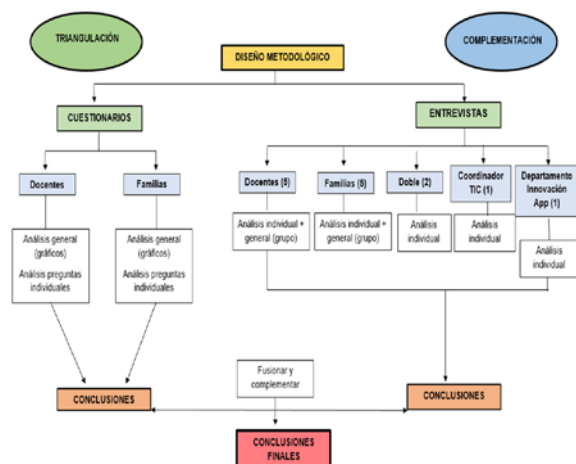 TRIANGULACIÓN
COMPLEMENTACIÓN
DISEÑO METODOLÓGICO
CUESTIONARIOS
ENTREVISTAS
Docentes
Familias
Docentes (5)
Familias (5)
Doble (2)
Coordinador
TIC (1)
Departamento
Innovación
App (1)
Análisis general
(gráficos)
Análisis preguntas
individuales
Análisis general
(gráficos)
Análisis preguntas
individuales
Análisis individual +
general (grupo)
Análisis individual +
general (grupo)
Análisis
individual
Análisis
individual
Análisis
individual
Fusionar y
complementar
CONCLUSIONES
CONCLUSIONES
CONCLUSIONES
FINALES